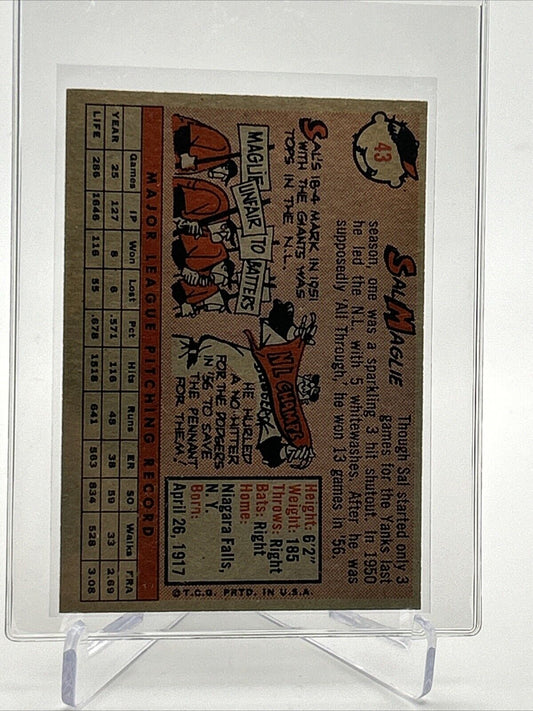 43
SAL MAGLIE
Though Sal started only 3
games for the Yanks last
season, one was a sparkling 3 hit shutout. In 1950
he led the N.L. with 5 whitewashes. After he was
supposedly 'All Through,' he won 13 games in '56.
SAL'S 18-4 MARK IN 1951
WITH THE GIANTS WAS
TOPS IN THE N.L.
MAGLIE UNFAIR TO BATTERS
N.L. CHAMPS
HE HURLED
A NO-HITTER
FOR THE DODGERS
IN '56 TO SAVE
THE PENNANT
FOR THEM!
Height: 6'2"
Weight: 185
Throws: Right
Bats: Right
Home:
Niagara Falls,
N.Y.
Born:
April 26, 1917
MAJOR LEAGUE PITCHING RECORD
Games IP Won Lost Pct Hits Runs ER SO Walks ERA
YEAR 25 127 8 6 .571 116 48 38 59 33 2.69
LIFE 286 1646 116 55 .678 1518 641 563 834 528 3.08
© T.C.G. PRTD. IN U.S.A.